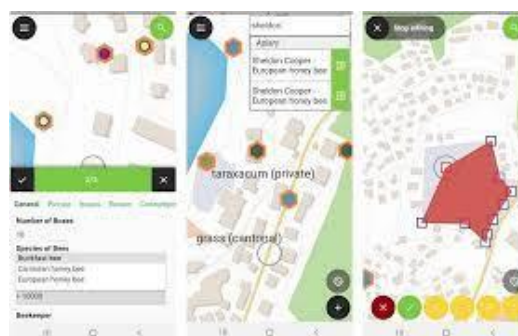 General
Number of Boxes
Species of Bees
Buckfast bee
Carniolan honey bee
European honey bee
Beekeeper
sheldon
Apiary
Sheldon Cooper -
European honey bee
Sheldon Cooper -
European honey bee
taraxacum (private)
grass (cantonal)
Stop editing